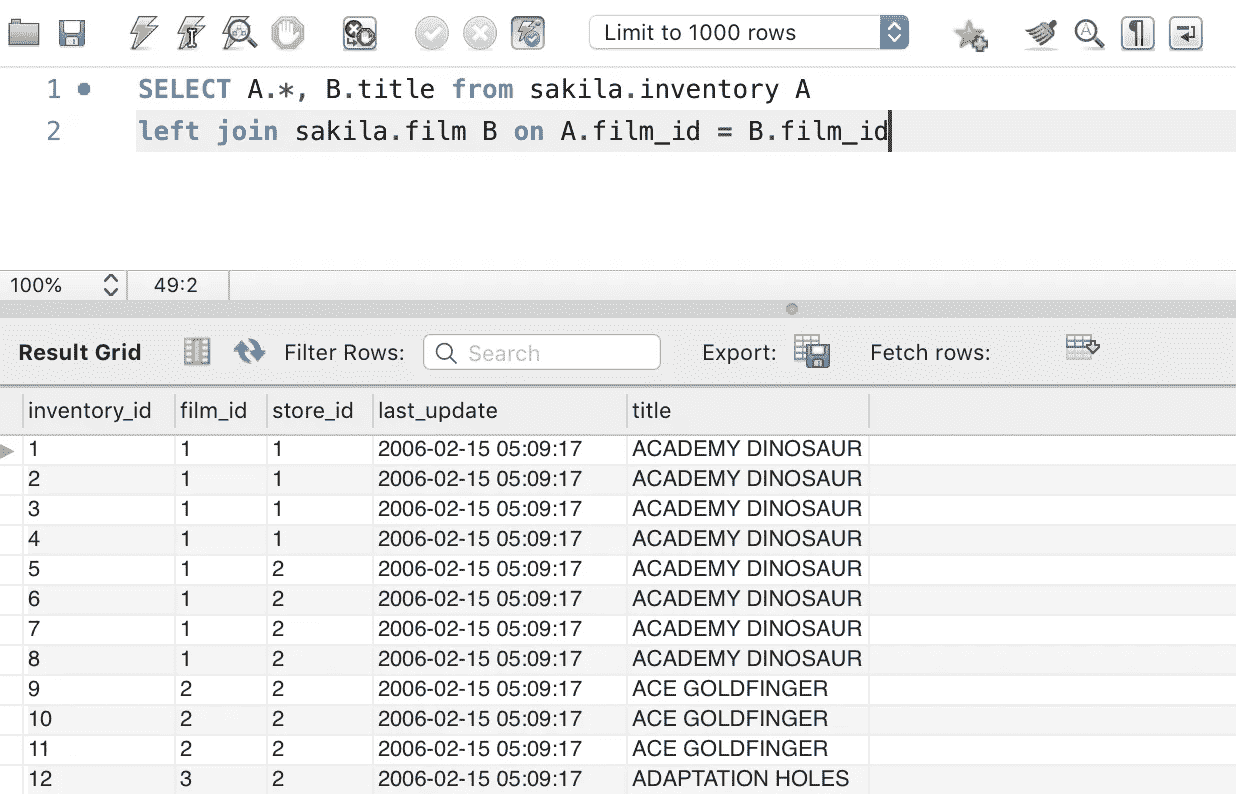 Limit to 1000 rows
1 SELECT A.*, B.title from sakila.inventory A
2 left join sakila.film B on A.film_id = B.film_id
100% 49:2
Result Grid Filter Rows: Search Export: Fetch rows:
inventory_id film_id store_id last_update title
1 1 1 2006-02-15 05:09:17 ACADEMY DINOSAUR
2 1 1 2006-02-15 05:09:17 ACADEMY DINOSAUR
3 1 1 2006-02-15 05:09:17 ACADEMY DINOSAUR
4 1 1 2006-02-15 05:09:17 ACADEMY DINOSAUR
5 1 2 2006-02-15 05:09:17 ACADEMY DINOSAUR
6 1 2 2006-02-15 05:09:17 ACADEMY DINOSAUR
7 1 2 2006-02-15 05:09:17 ACADEMY DINOSAUR
8 1 2 2006-02-15 05:09:17 ACADEMY DINOSAUR
9 2 2 2006-02-15 05:09:17 ACE GOLDFINGER
10 2 2 2006-02-15 05:09:17 ACE GOLDFINGER
11 2 2 2006-02-15 05:09:17 ACE GOLDFINGER
12 3 2 2006-02-15 05:09:17 ADAPTATION HOLES